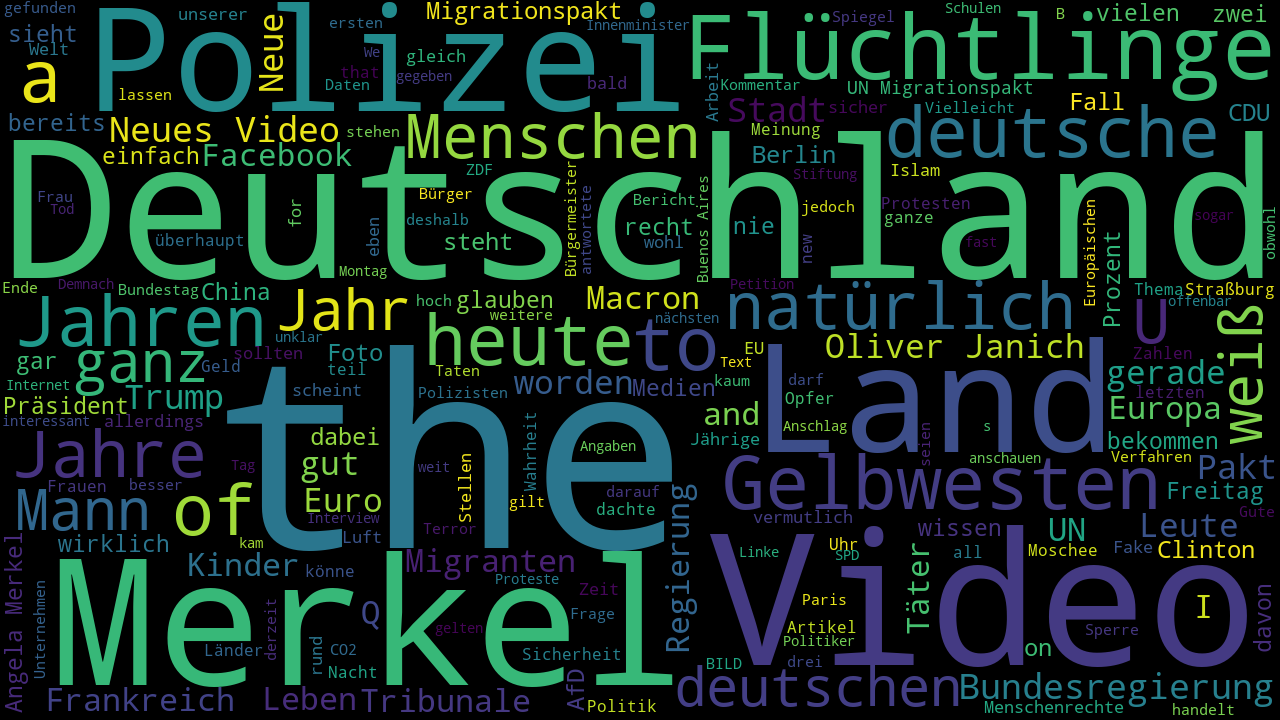 gefunden
unserer
ersten
Migrationspakt
Innenminister
Spiegel
Schulen
B
vielen
zwei
sieht
Welt
a
Polizei
Neue
We
gleich
that
gegeben
Daten
bald
Flüchtlinge
lassen
Arbeit
Kommentar
UN Migrationspakt
bereits
Neues Video
stehen
Menschen
Stadt
sicher
Vielleicht
Fall
CDU
einfach
Facebook
ZDF
Meinung
Berlin
deutsche
Islam
Stiftung
Deutschland
Frau
Tod
for
Bürger
Bürgermeister
antwortete
Bericht
Buenos Aires
jedoch
Protesten
ganze
Europäischen
sogar
obwohl
überhaupt
eben
deshalb
steht
recht
wohl
nie
new
fast
Prozent
Montag
Ende
Demnach
Bundestag
China
Petition
Thema
Straßburg
offenbar
Jahren
Jahr
hoch
glauben
weitere
Macron
nächsten
natürlich
U
weiß
unklar
heute
to
Oliver Janich
gar
ganz
sollten
Foto
teil
Taten
EU
Text
Zahlen
Internet
Geld
scheint
Polizisten
worden
Medien
kaum
darf
Opfer
gerade
letzten
Präsident
Trump
the
and
Land
Europa
interessant
allerdings
Jahre
dabei
Wahrheit
Angaben
Jährige
Anschlag
s
seien
bekommen
Tag
gut
weit
Stellen
anschauen
Verfahren
Pakt
Frauen
besser
Euro
gilt
darauf
dachte
Gelbwesten
Freitag
Mann
of
Interview
Terror
Regierung
vermutlich
wissen
UN
Leute
Gute
wirklich
kam
Luft
Video
Uhr
Linke
SPD
all
Moschee
Fake
Clinton
Angela Merkel
Merkel
Kinder
könne
Migranten
Proteste
Zeit
Täter
Unternehmen
Q
Frage
Paris
I
davon
derzeit
gelten
Artikel
Politiker
Sperre
Länder
rund
CO2
Sicherheit
on
Nacht
BILD
drei
Frankreich
Leben
Tribunale
AfD
Politik
deutschen
Bundesregierung
Menschenrechte
handelt